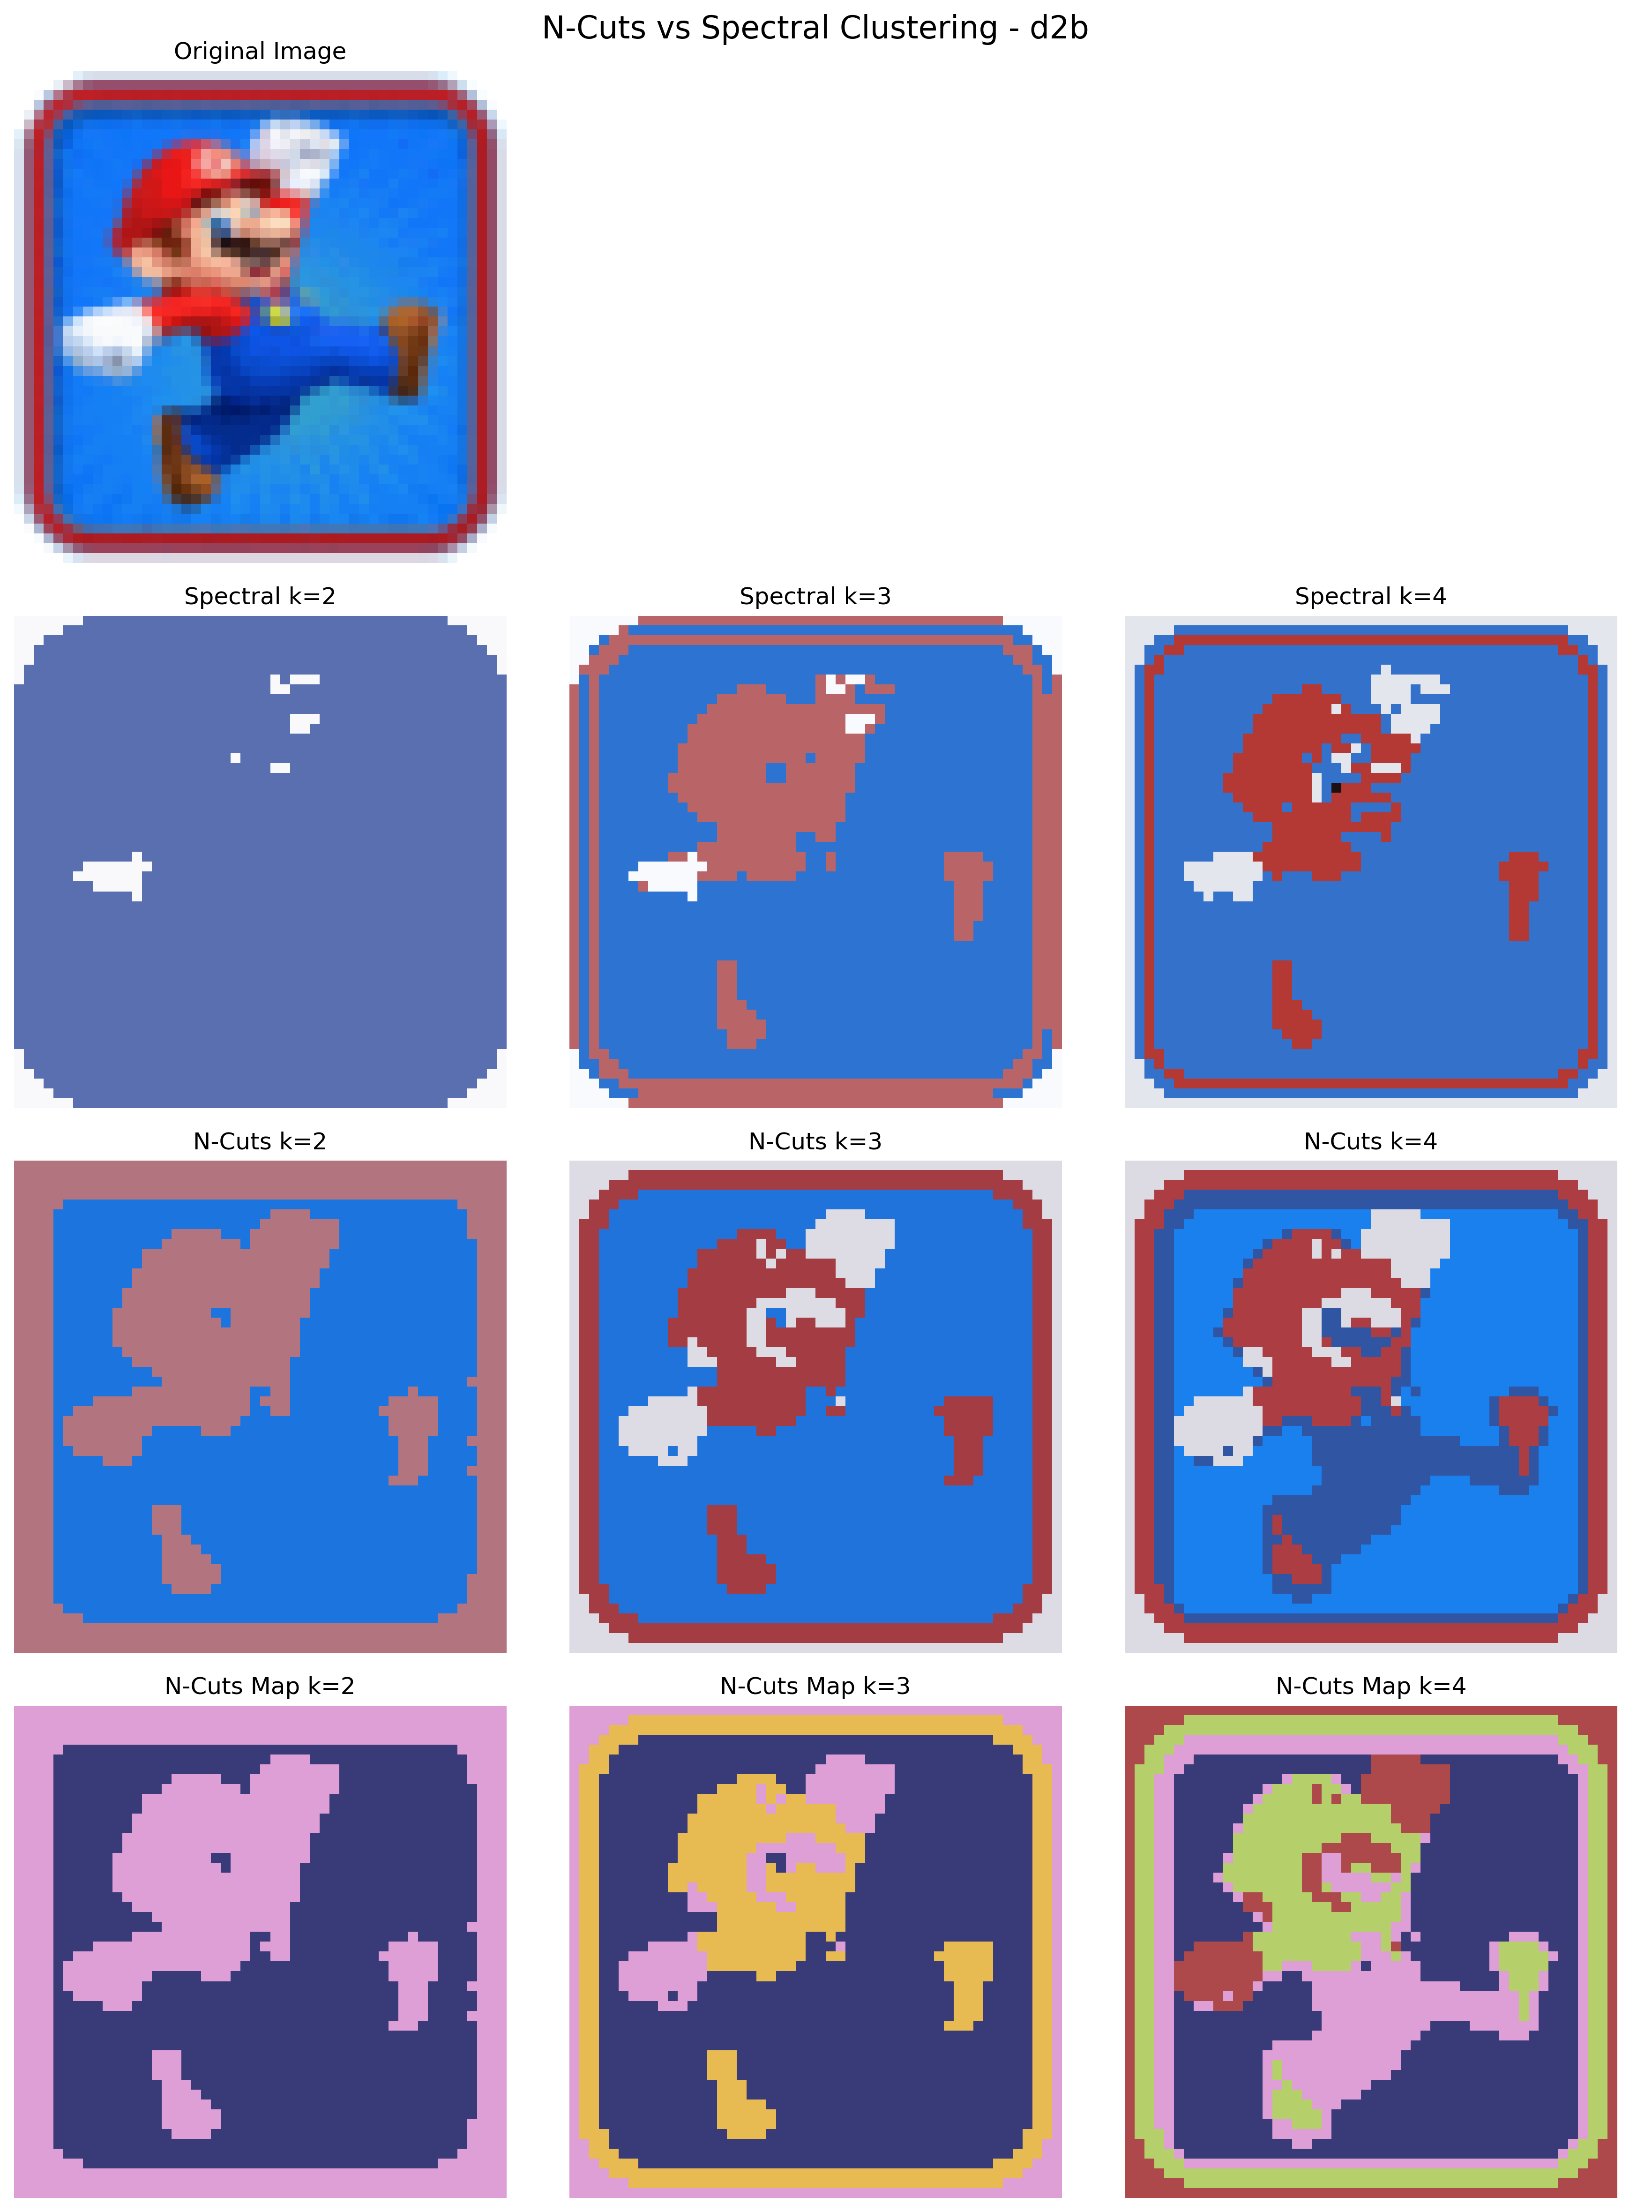 N-Cuts vs Spectral Clustering - d2b
Original Image
Spectral k=2
Spectral k=3
Spectral k=4
N-Cuts k=2
N-Cuts k=3
N-Cuts k=4
N-Cuts Map k=2
N-Cuts Map k=3
N-Cuts Map k=4